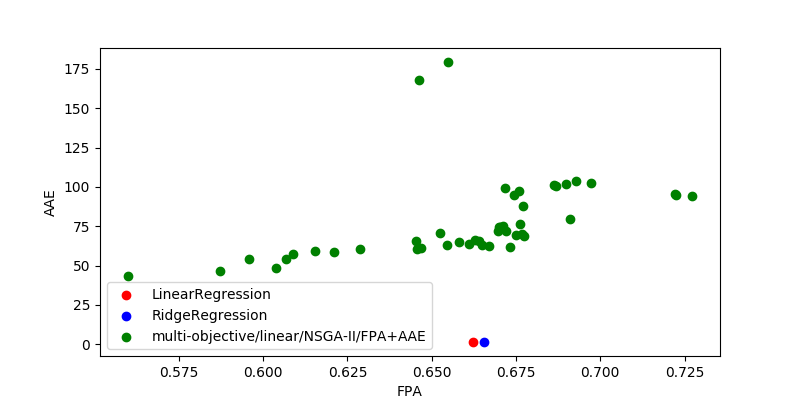 175
150
125
100
75
50
25
0
AAE
LinearRegression
RidgeRegression
multi-objective/linear/NSGA-II/FPA+AAE
0.575 0.600 0.625 0.650 0.675 0.700 0.725
FPA